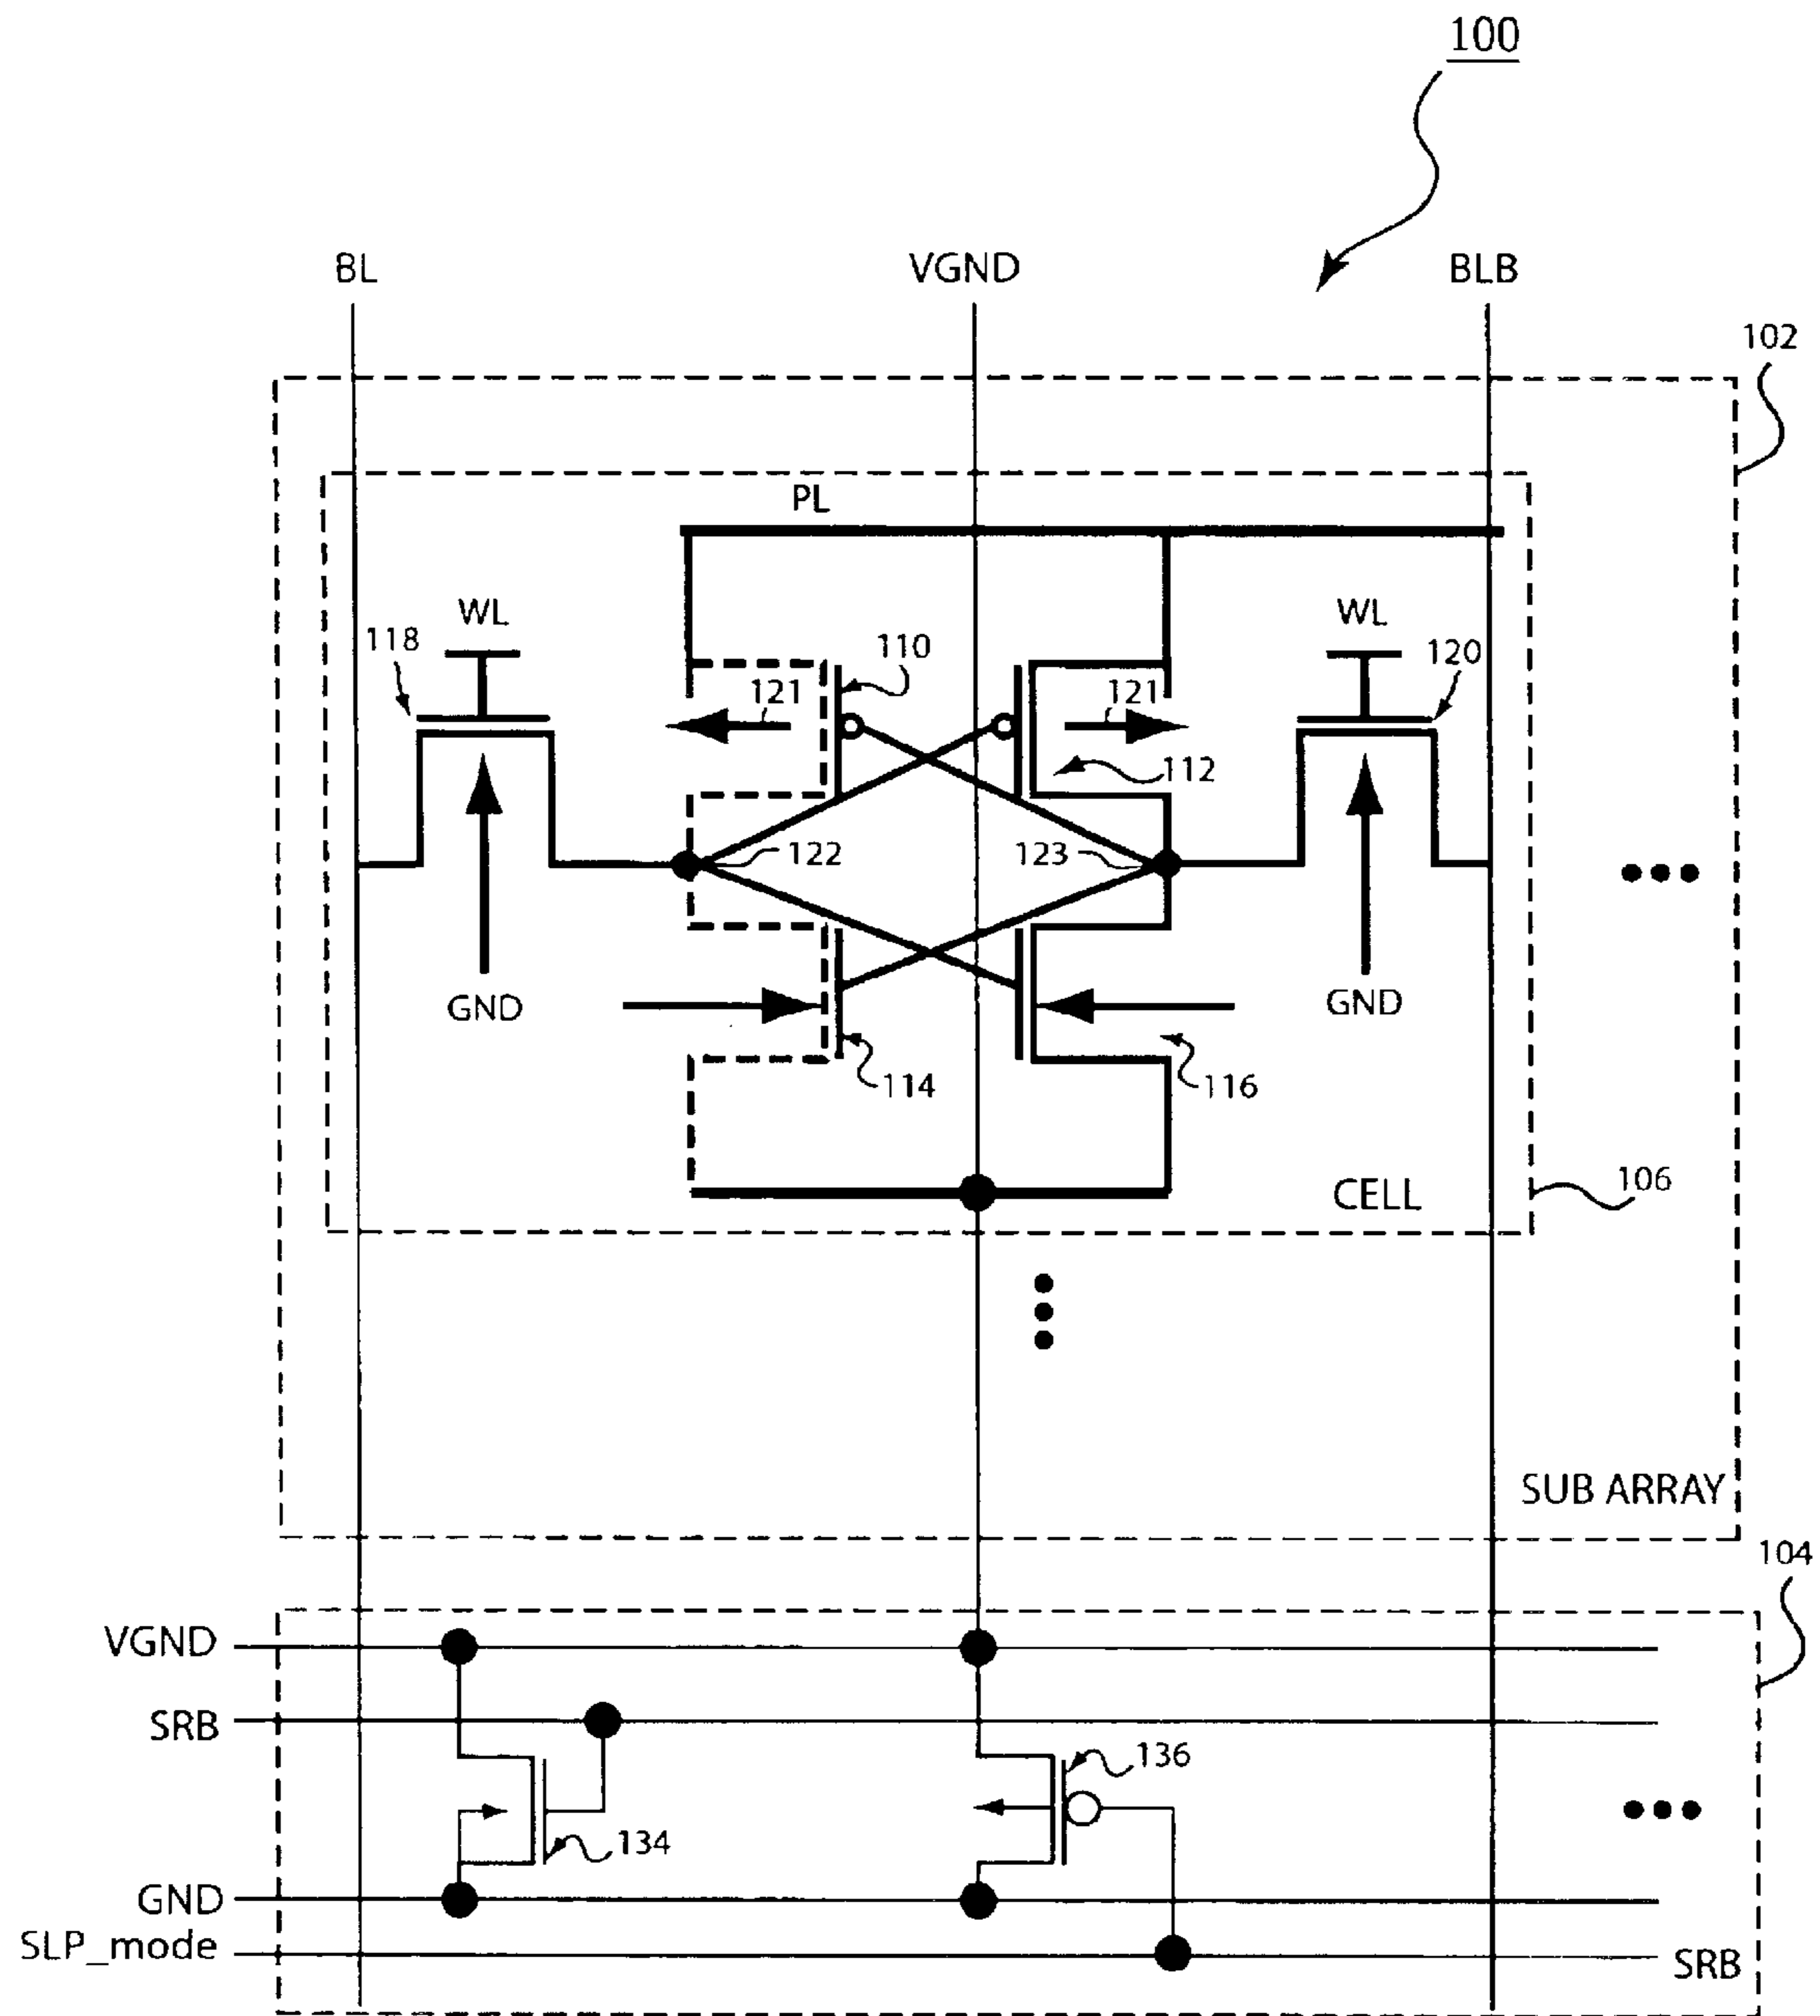 100
BL VGND BLB
102
PL
WL WL
118 110 120
121 121
112
122 123
GND GND
114 116
CELL 106
SUB ARRAY
104
VGND
SRB
136
134
GND
SLP_mode SRB